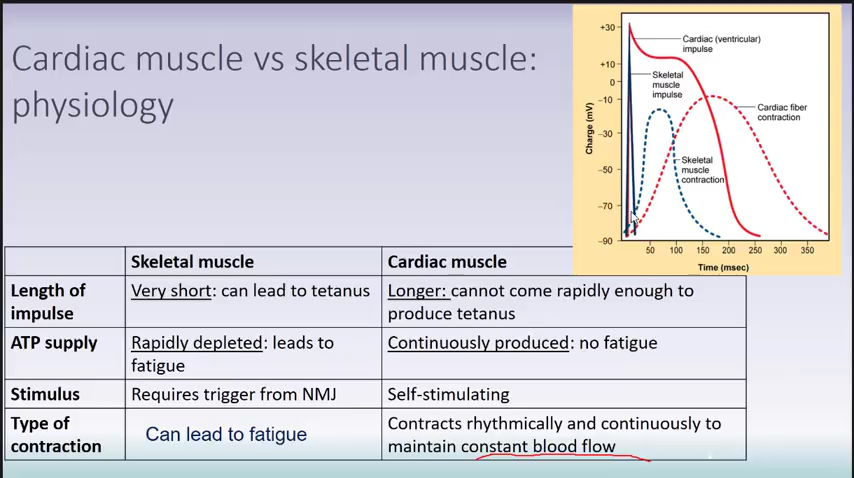 Cardiac muscle vs skeletal muscle:
physiology
+30
+10
0
−10
−30
−50
−70
−90
Charge (mV)
Cardiac (ventricular)
impulse
Skeletal
muscle
impulse
Cardiac fiber
contraction
Skeletal
muscle
contraction
50 100 150 200 250 300 350
Time (msec)
Skeletal muscle Cardiac muscle
Length of Very short: can lead to tetanus Longer: cannot come rapidly enough to
impulse produce tetanus
ATP supply Rapidly depleted: leads to Continuously produced: no fatigue
fatigue
Stimulus Requires trigger from NMJ Self-stimulating
Type of Can lead to fatigue Contracts rhythmically and continuously to
contraction maintain constant blood flow